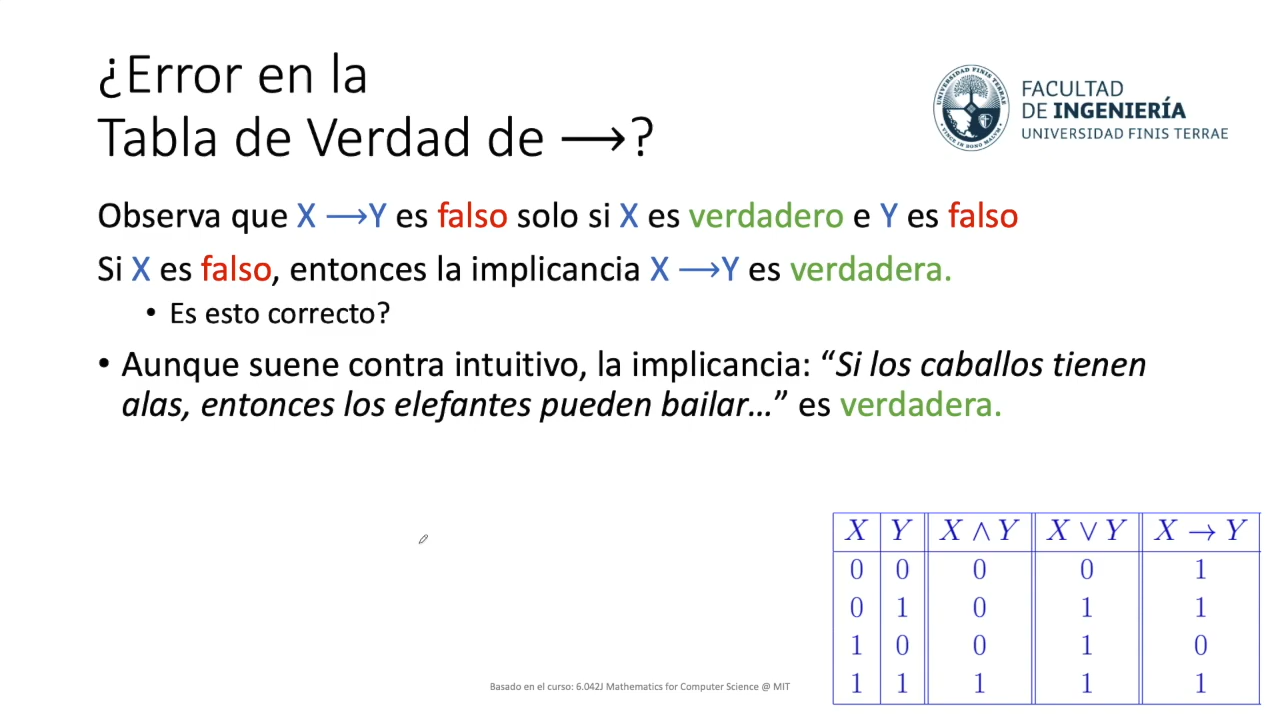 ¿Error en la
Tabla de Verdad de ⟶?
FACULTAD
DE INGENIERÍA
UNIVERSIDAD FINIS TERRAE
Observa que X ⟶Y es falso solo si X es verdadero e Y es falso
Si X es falso, entonces la implicancia X ⟶Y es verdadera.
• Es esto correcto?
• Aunque suene contra intuitivo, la implicancia: “Si los caballos tienen
alas, entonces los elefantes pueden bailar...” es verdadera.
X Y X ∧ Y X ∨ Y X → Y
0 0 0 0 1
0 1 0 1 1
1 0 0 1 0
1 1 1 1 1
Basado en el curso: 6.042J Mathematics for Computer Science @ MIT